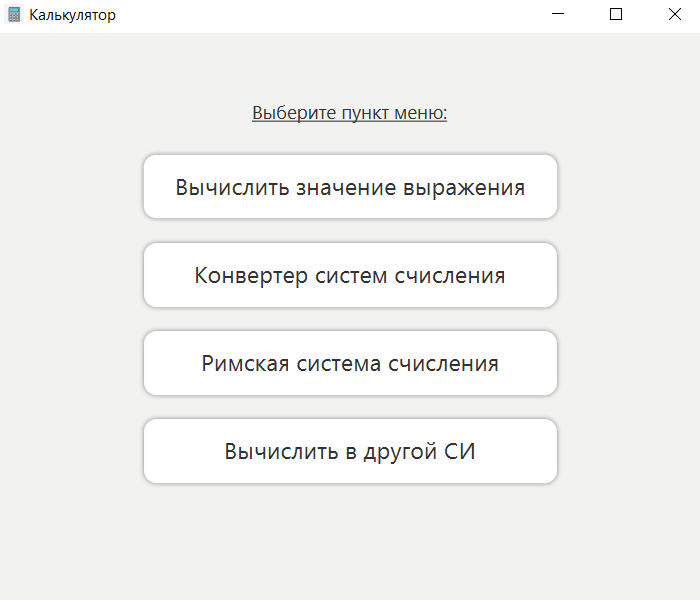 Калькулятор
Выберите пункт меню:
Вычислить значение выражения
Конвертер систем счисления
Римская система счисления
Вычислить в другой СИ